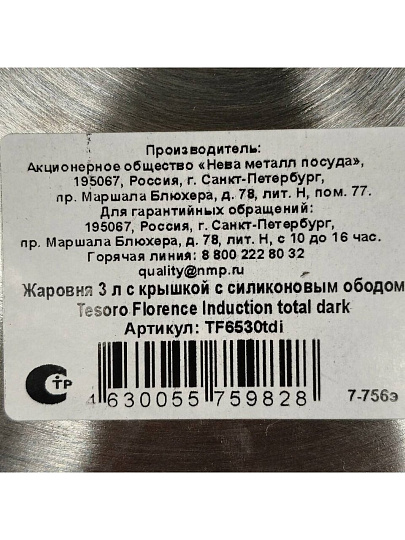 Производитель:
Акционерное общество «Нева металл посуда»,
195067, Россия, г. Санкт-Петербург,
пр. Маршала Блюхера, д. 78, лит. Н, пом. 77.
Для гарантийных обращений:
195067, Россия, г. Санкт-Петербург,
пр. Маршала Блюхера, д. 78, лит. Н, с 10 до 16 час.
Горячая линия: 8 800 222 80 32
quality@nmp.ru
Жаровня 3 л с крышкой с силиконовым ободом
Tesoro Florence Induction total dark
Артикул: TF6530tdi
СТР
4 630055 759828
7-756э